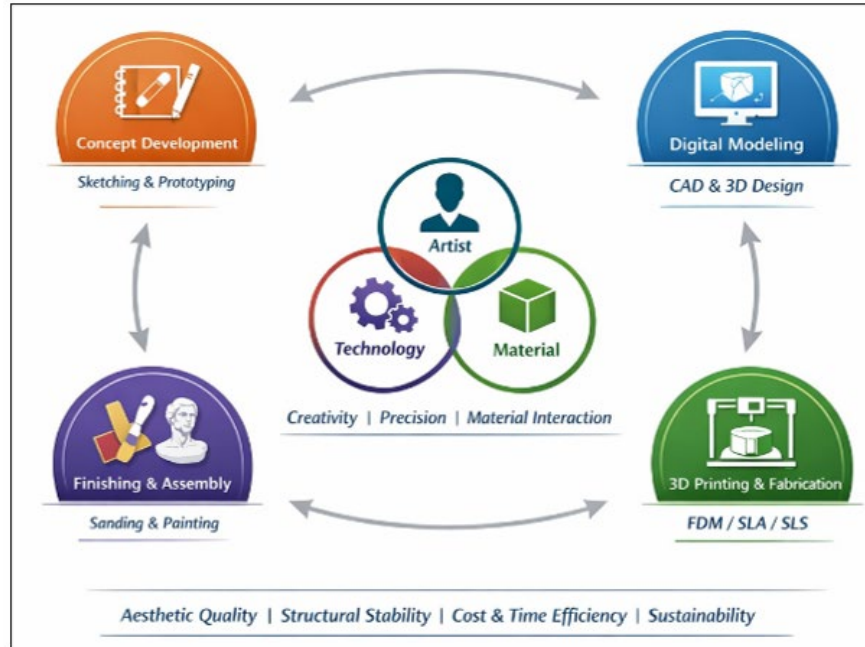 Concept Development
Sketching & Prototyping
Digital Modeling
CAD & 3D Design
Artist
Technology
Material
Creativity | Precision | Material Interaction
Finishing & Assembly
Sanding & Painting
3D Printing & Fabrication
FDM / SLA / SLS
Aesthetic Quality | Structural Stability | Cost & Time Efficiency | Sustainability